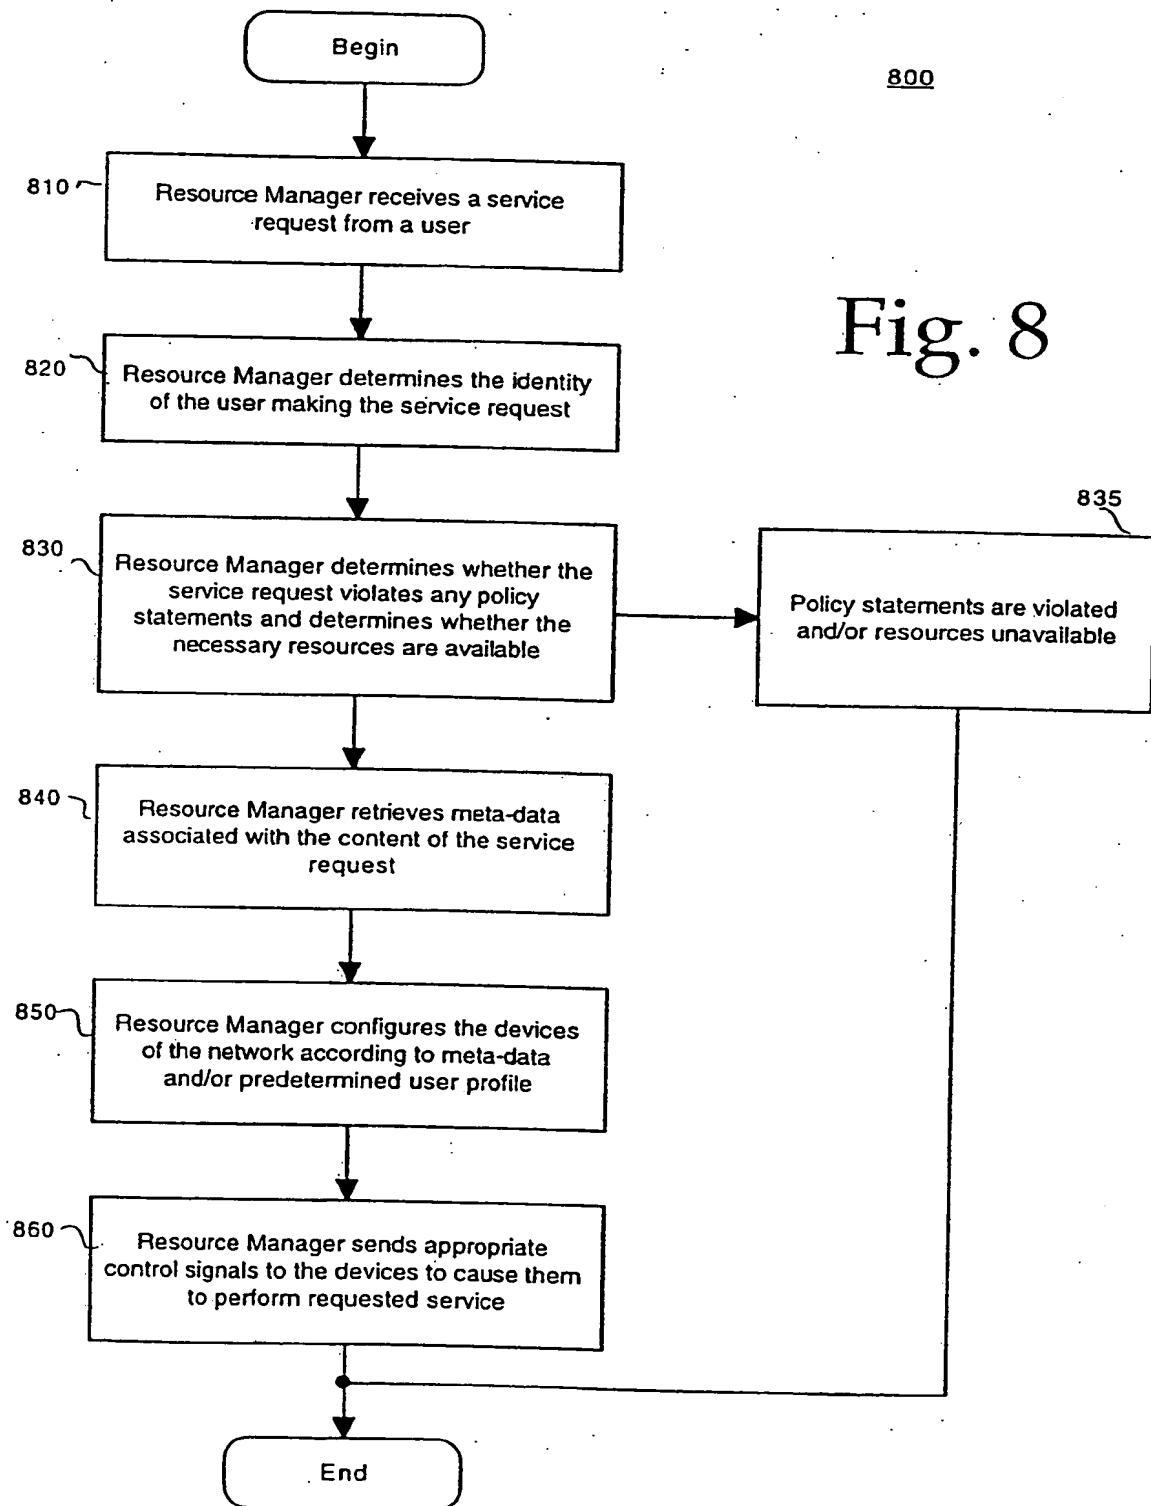 Begin
800
810
Resource Manager receives a service
request from a user
Fig. 8
820
Resource Manager determines the identity
of the user making the service request
835
830
Resource Manager determines whether the
service request violates any policy
statements and determines whether the
necessary resources are available
Policy statements are violated
and/or resources unavailable
840
Resource Manager retrieves meta-data
associated with the content of the service
request
850
Resource Manager configures the devices
of the network according to meta-data
and/or predetermined user profile
860
Resource Manager sends appropriate
control signals to the devices to cause them
to perform requested service
End